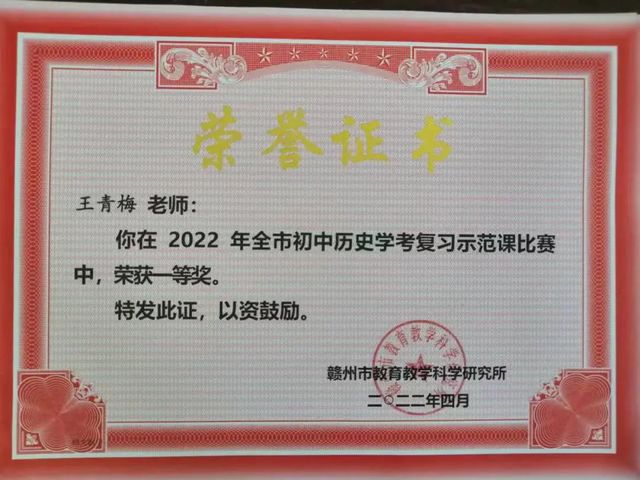 荣誉证书
王青梅 老师：
你在 2022 年全市初中历史学考复习示范课比赛
中，荣获一等奖。
特发此证，以资鼓励。
赣州市教育教学科学研究所
二〇二二年四月